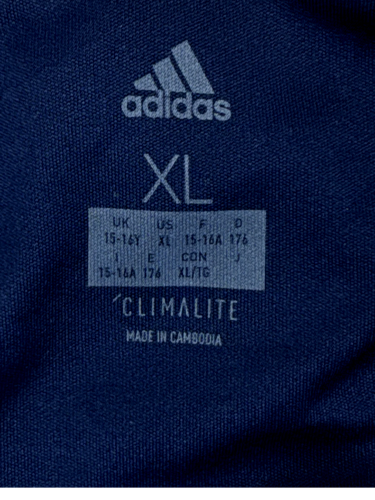 adidas
XL
UK US F D
15-16Y XL 15-16A 176
I E CON J
15-16A 176 XL/TG
CLIMALITE
MADE IN CAMBODIA